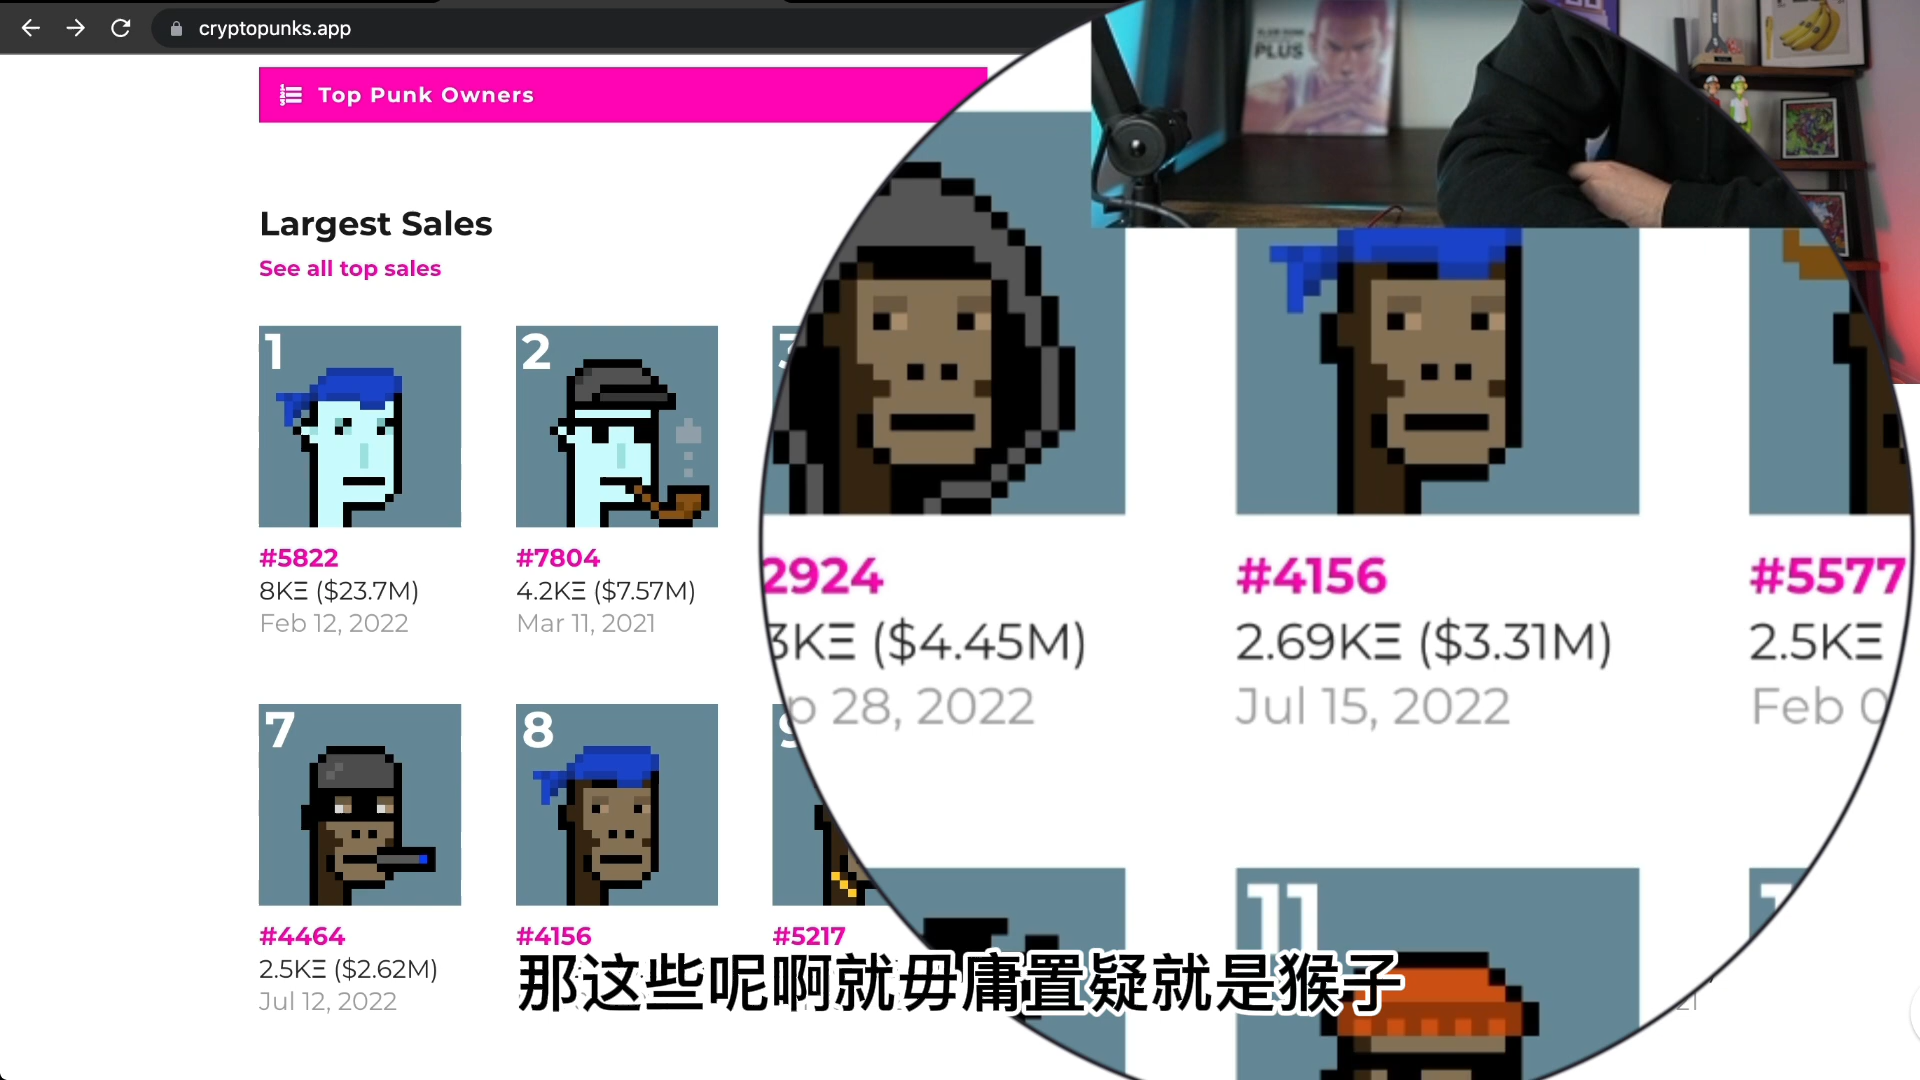 cryptopunks.app
Top Punk Owners
Largest Sales
See all top sales
1
2
#5822
8KΞ ($23.7M)
Feb 12, 2022
#7804
4.2KΞ ($7.57M)
Mar 11, 2021
PLUS
2924
3KΞ ($4.45M)
p 28, 2022
#4156
2.69KΞ ($3.31M)
Jul 15, 2022
#5577
2.5KΞ
Feb 0
7
8
9
11
#4464
2.5KΞ ($2.62M)
Jul 12, 2022
#4156
#5217
那这些呢啊就毋庸置疑就是猴子